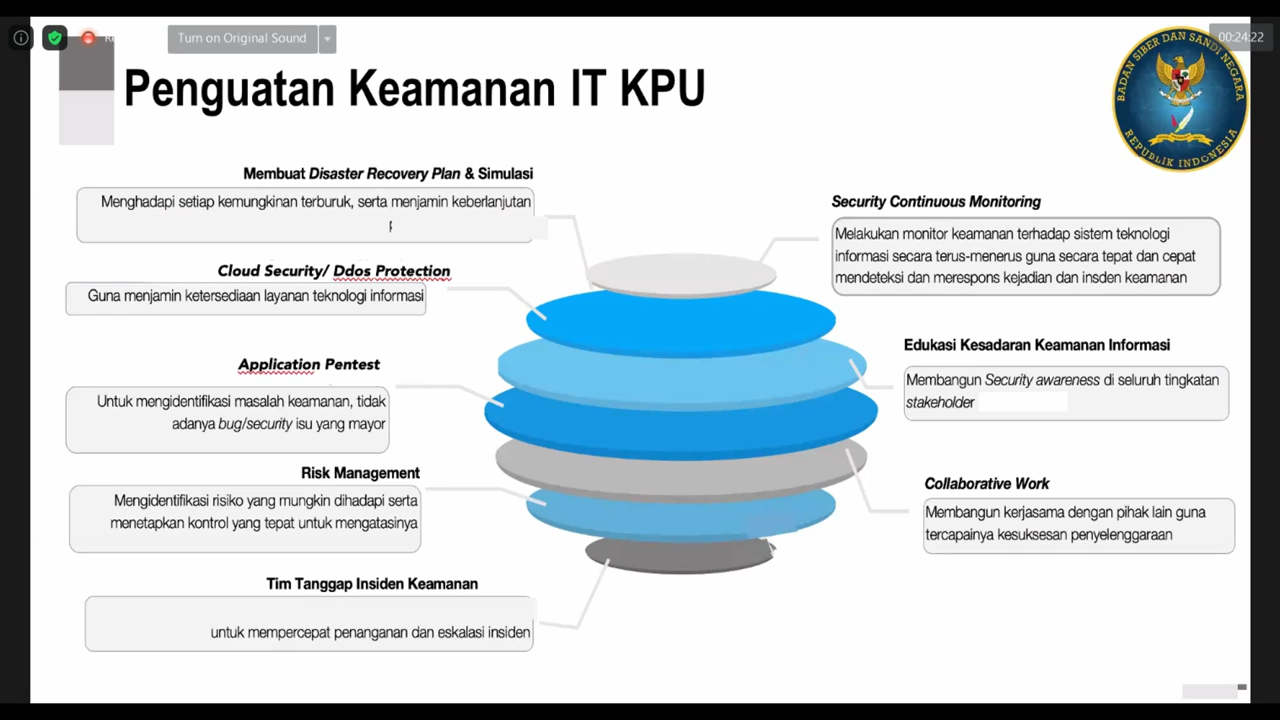 Turn on Original Sound
00:24:22
Penguatan Keamanan IT KPU
BADAN SIBER DAN SANDI NEGARA
REPUBLIK INDONESIA
Membuat Disaster Recovery Plan & Simulasi
Menghadapi setiap kemungkinan terburuk, serta menjamin keberlanjutan
Cloud Security/ Ddos Protection
Guna menjamin ketersediaan layanan teknologi informasi
Application Pentest
Untuk mengidentifikasi masalah keamanan, tidak
adanya bug/security isu yang mayor
Risk Management
Mengidentifikasi risiko yang mungkin dihadapi serta
menetapkan kontrol yang tepat untuk mengatasinya
Tim Tanggap Insiden Keamanan
untuk mempercepat penanganan dan eskalasi insiden
Security Continuous Monitoring
Melakukan monitor keamanan terhadap sistem teknologi
informasi secara terus-menerus guna secara tepat dan cepat
mendeteksi dan merespons kejadian dan insden keamanan
Edukasi Kesadaran Keamanan Informasi
Membangun Security awareness di seluruh tingkatan
stakeholder
Collaborative Work
Membangun kerjasama dengan pihak lain guna
tercapainya kesuksesan penyelenggaraan